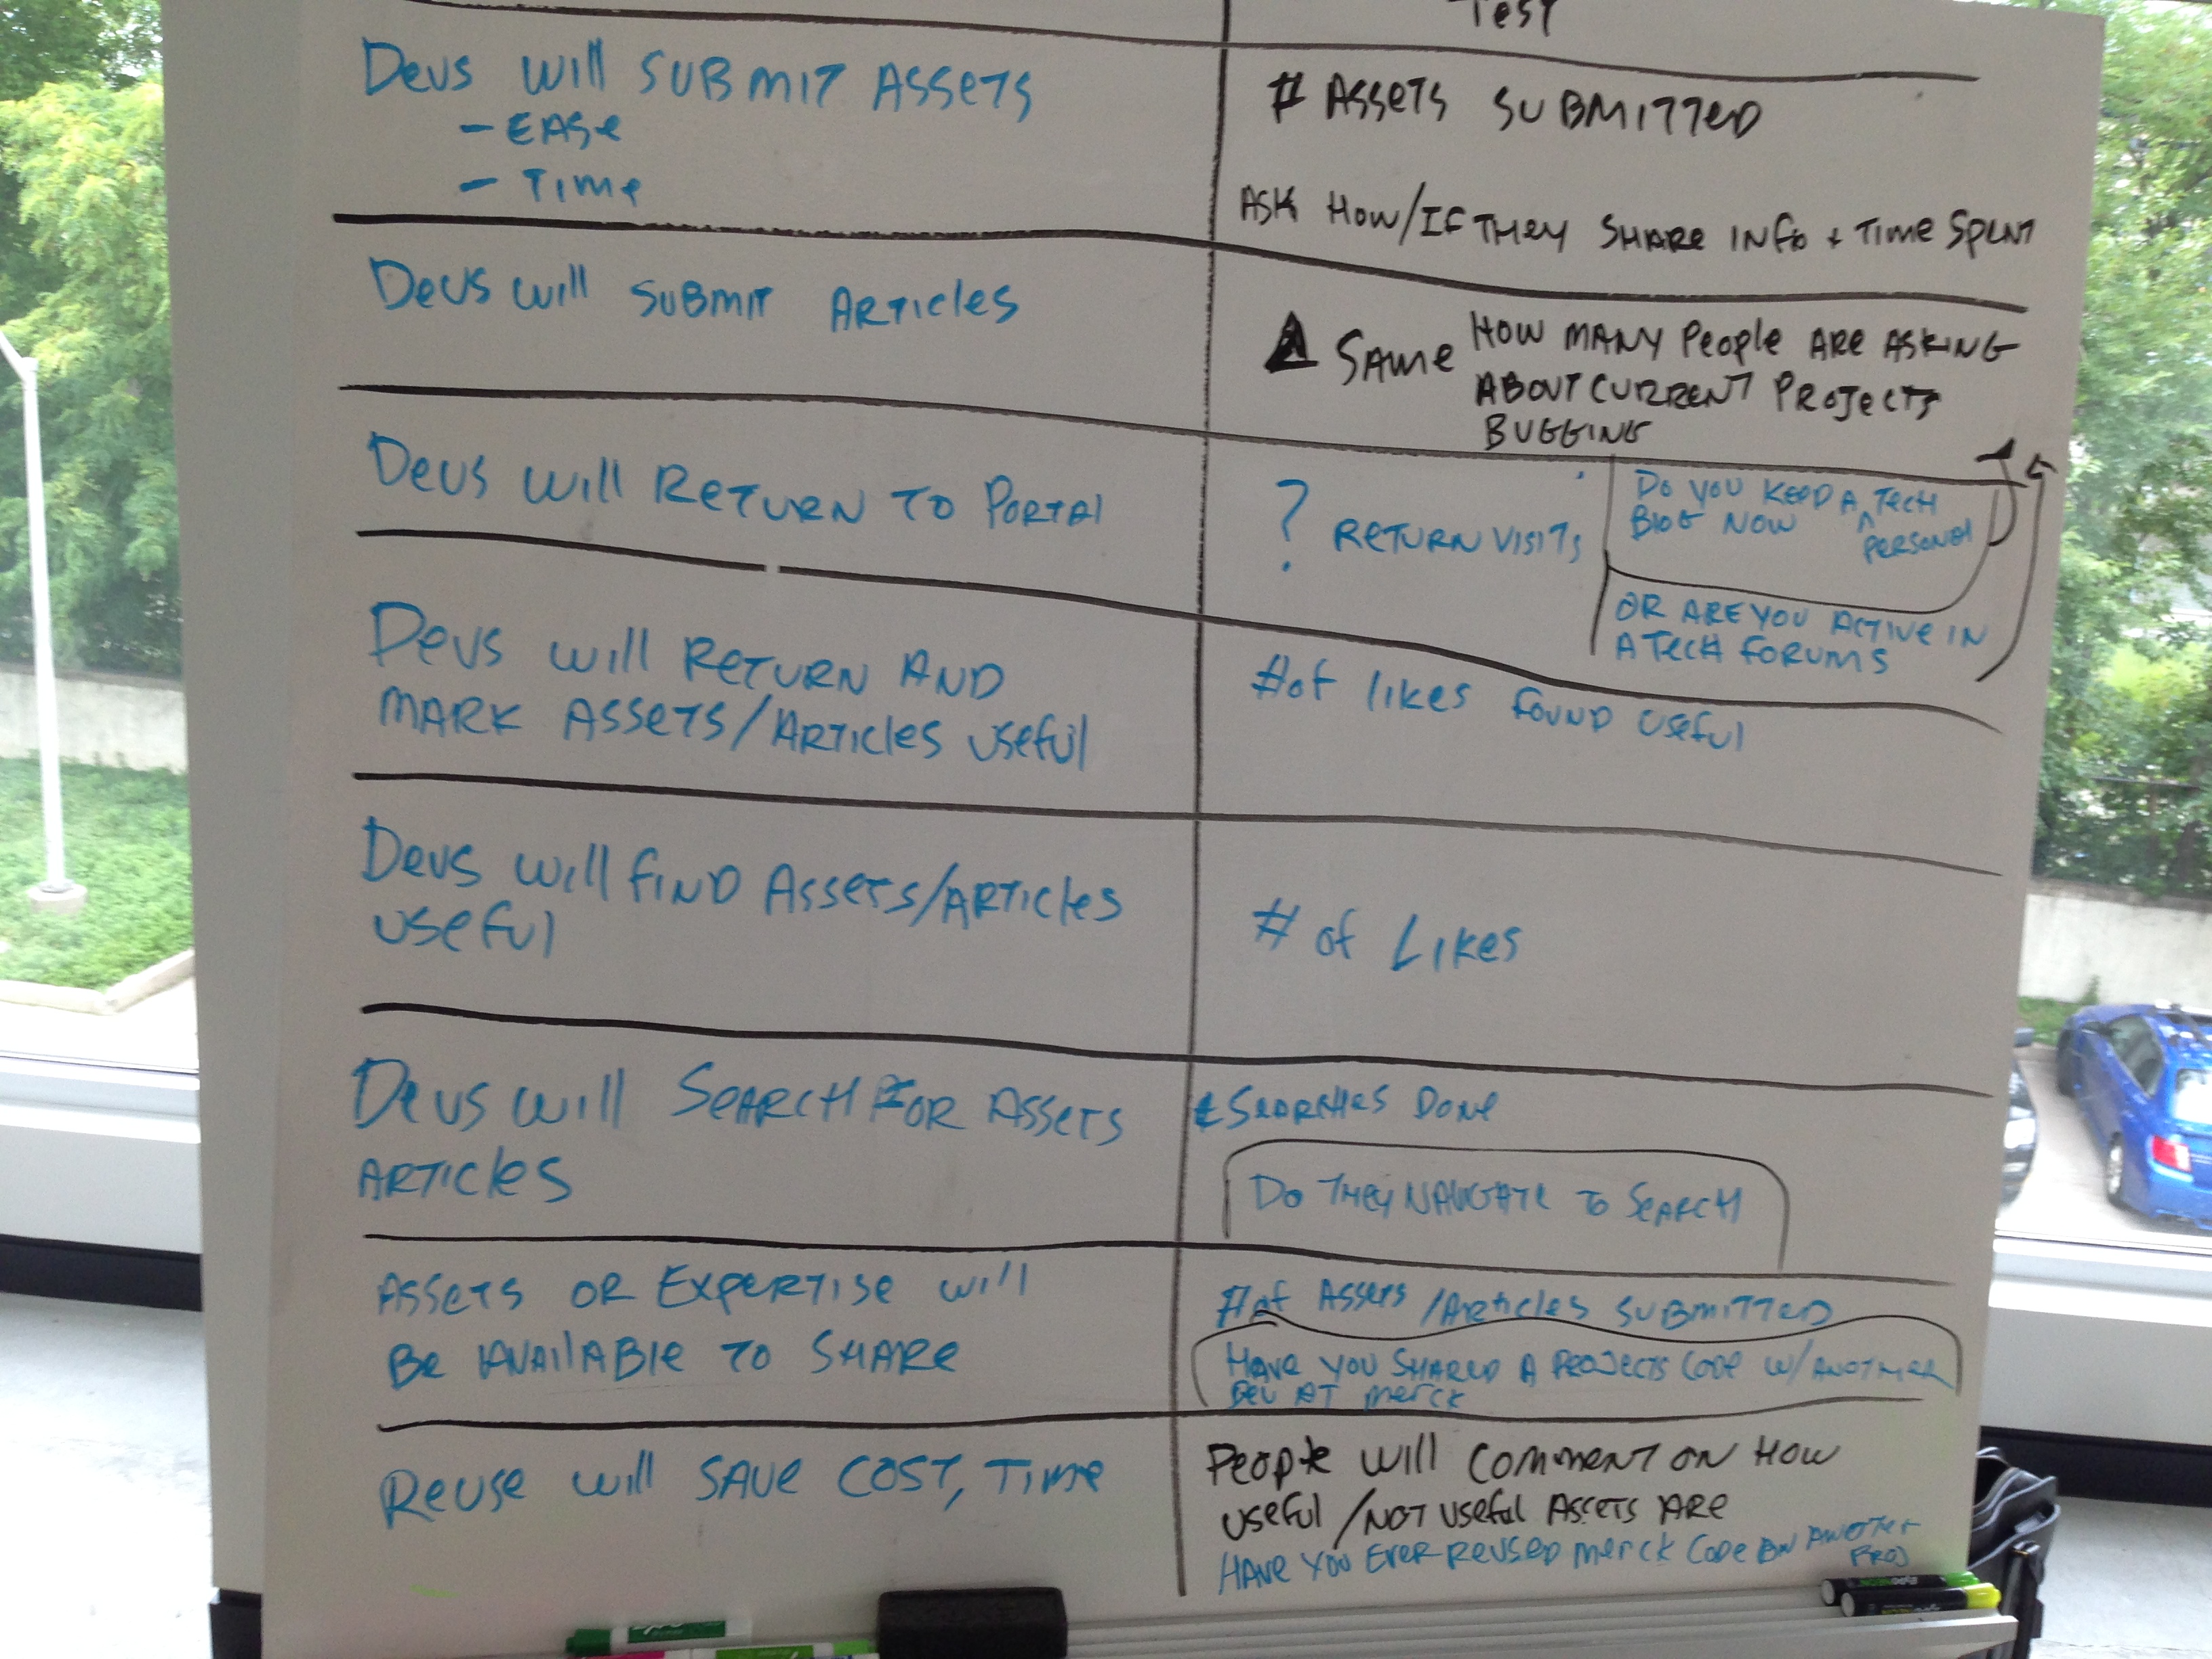 Test
Devs will submit Assets
- Ease
- Time
# Assets submitted
Ask How/If they share info + Time spent
Devs will submit Articles
Same
How many people are asking
about current projects
bugging
Devs will Return to Portal
? Return visits
Do you keep a tech
Blog now ^ personal
or are you active in
a tech forums
Devs will Return and
mark Assets/Articles useful
# of likes found useful
Devs will find Assets/Articles
useful
# of Likes
Devs will Search for Assets
Articles
Searches Done
Do they navigate to search
Assets or Expertise will
Be available to share
# of Assets/Articles submitted
Have you shared a projects code w/another
Dev at Merck
Reuse will save cost, Time
People will comment on how
useful/not useful Assets are
Have you ever reused Merck code on another
proj